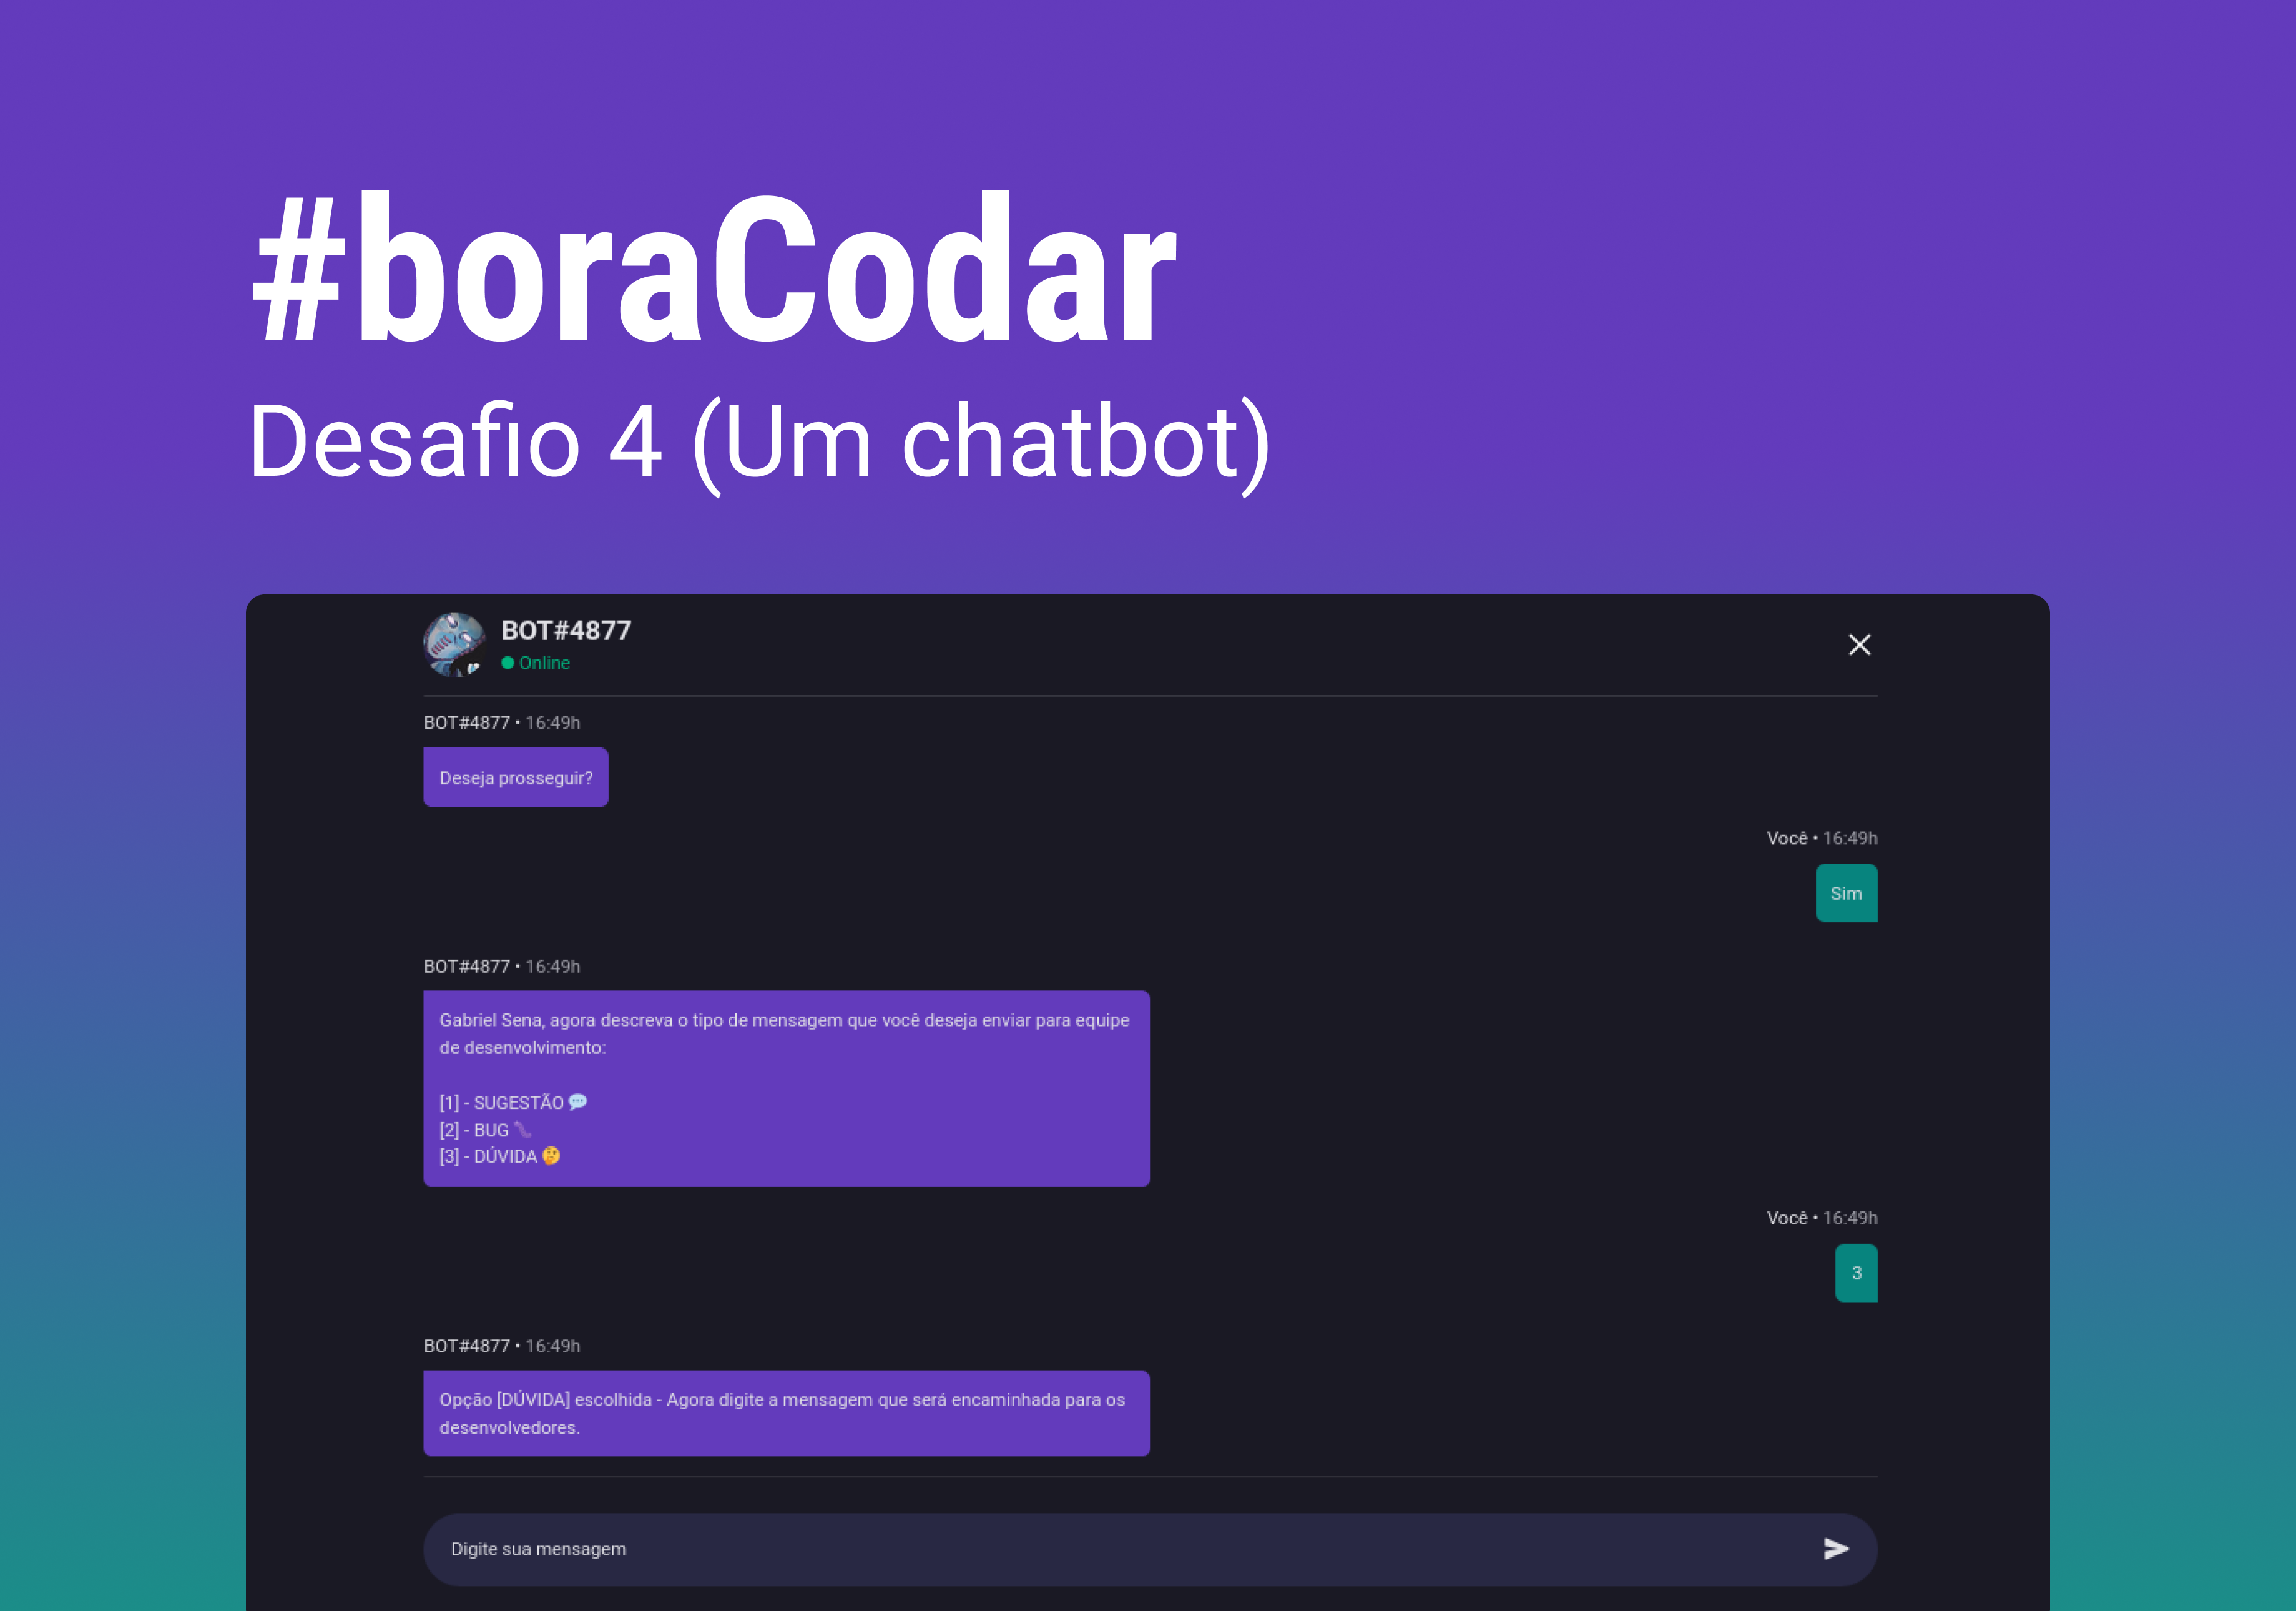 #boraCodar
Desafio 4 (Um chatbot)
BOT#4877
Online
BOT#4877 • 16:49h
Deseja prosseguir?
Você • 16:49h
Sim
BOT#4877 • 16:49h
Gabriel Sena, agora descreva o tipo de mensagem que você deseja enviar para equipe
de desenvolvimento:
[1] - SUGESTÃO 💬
[2] - BUG 🐛
[3] - DÚVIDA 🤔
Você • 16:49h
3
BOT#4877 • 16:49h
Opção [DÚVIDA] escolhida - Agora digite a mensagem que será encaminhada para os
desenvolvedores.
Digite sua mensagem